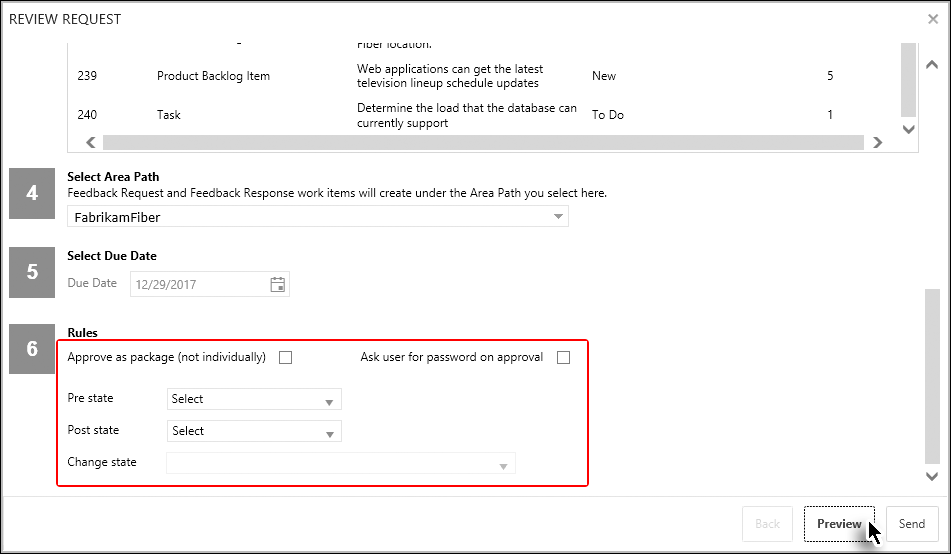 REVIEW REQUEST
Fiber location.
239 Product Backlog Item Web applications can get the latest television lineup schedule updates New 5
240 Task Determine the load that the database can currently support To Do 1
4 Select Area Path
Feedback Request and Feedback Response work items will create under the Area Path you select here.
FabrikamFiber
5 Select Due Date
Due Date 12/29/2017
6 Rules
Approve as package (not individually) Ask user for password on approval
Pre state Select
Post state Select
Change state
Back Preview Send